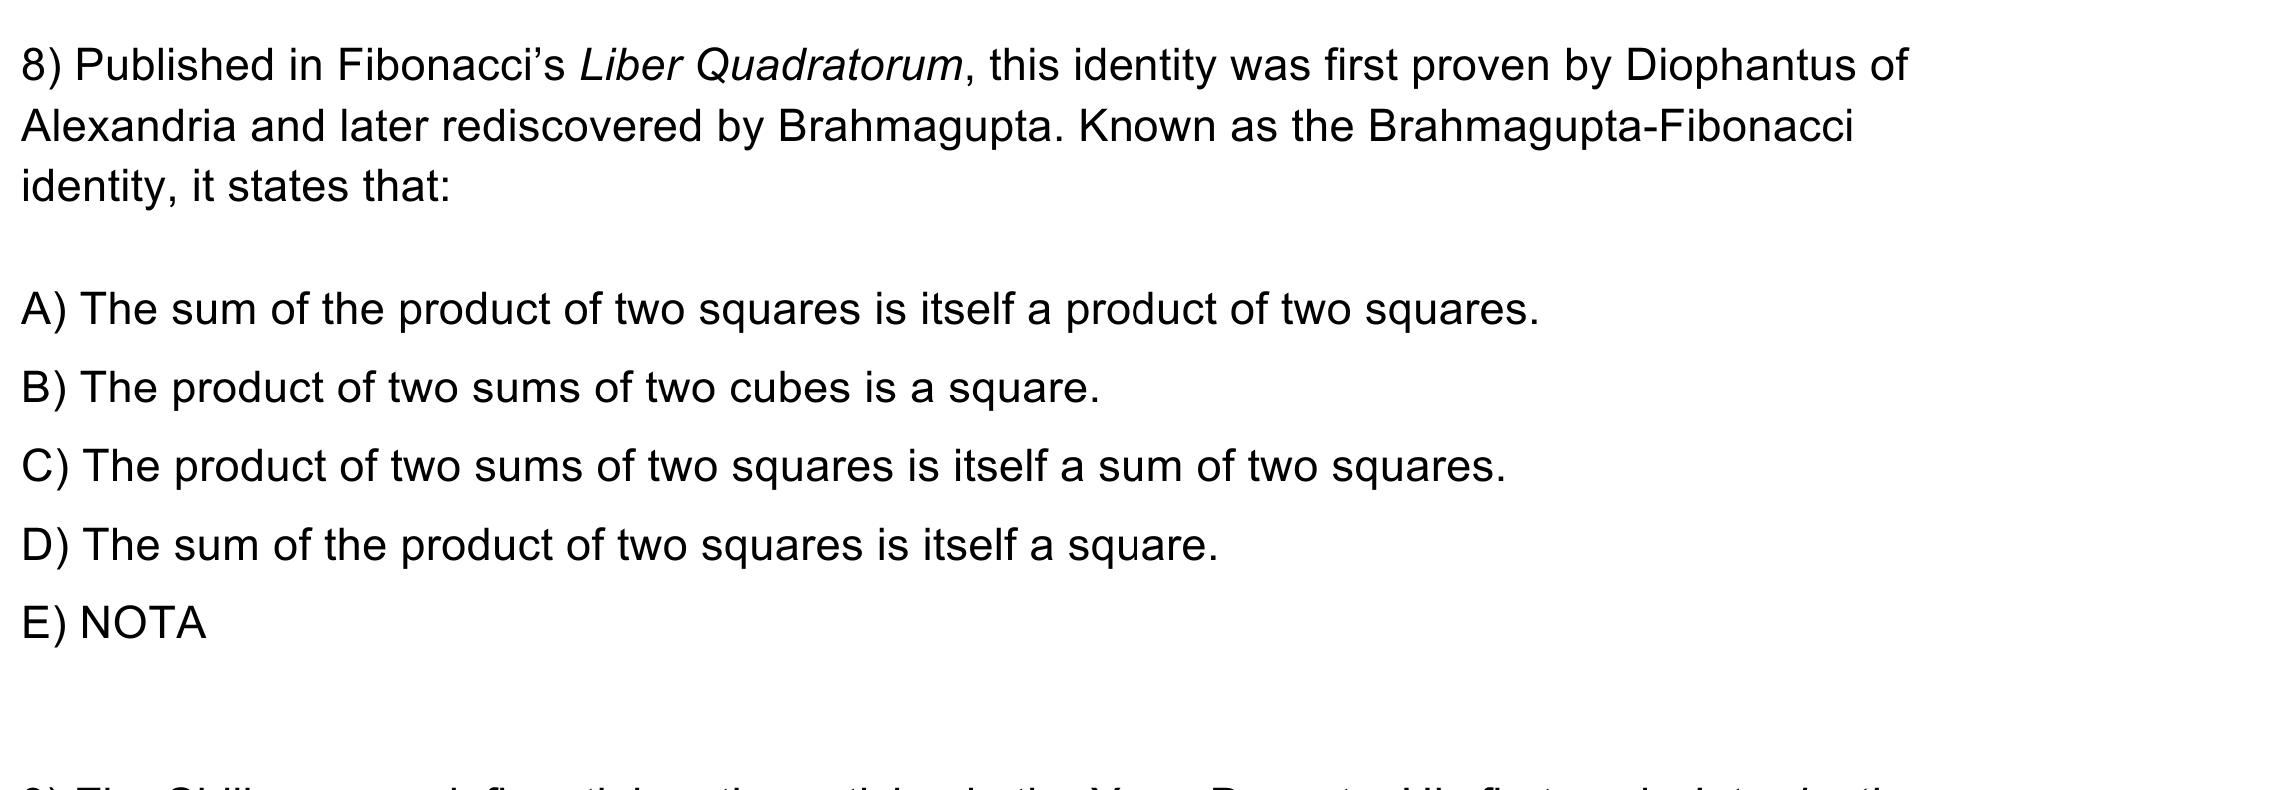 8) Published in Fibonacci’s Liber Quadratorum, this identity was first proven by Diophantus of
Alexandria and later rediscovered by Brahmagupta. Known as the Brahmagupta-Fibonacci
identity, it states that:
A) The sum of the product of two squares is itself a product of two squares.
B) The product of two sums of two cubes is a square.
C) The product of two sums of two squares is itself a sum of two squares.
D) The sum of the product of two squares is itself a square.
E) NOTA